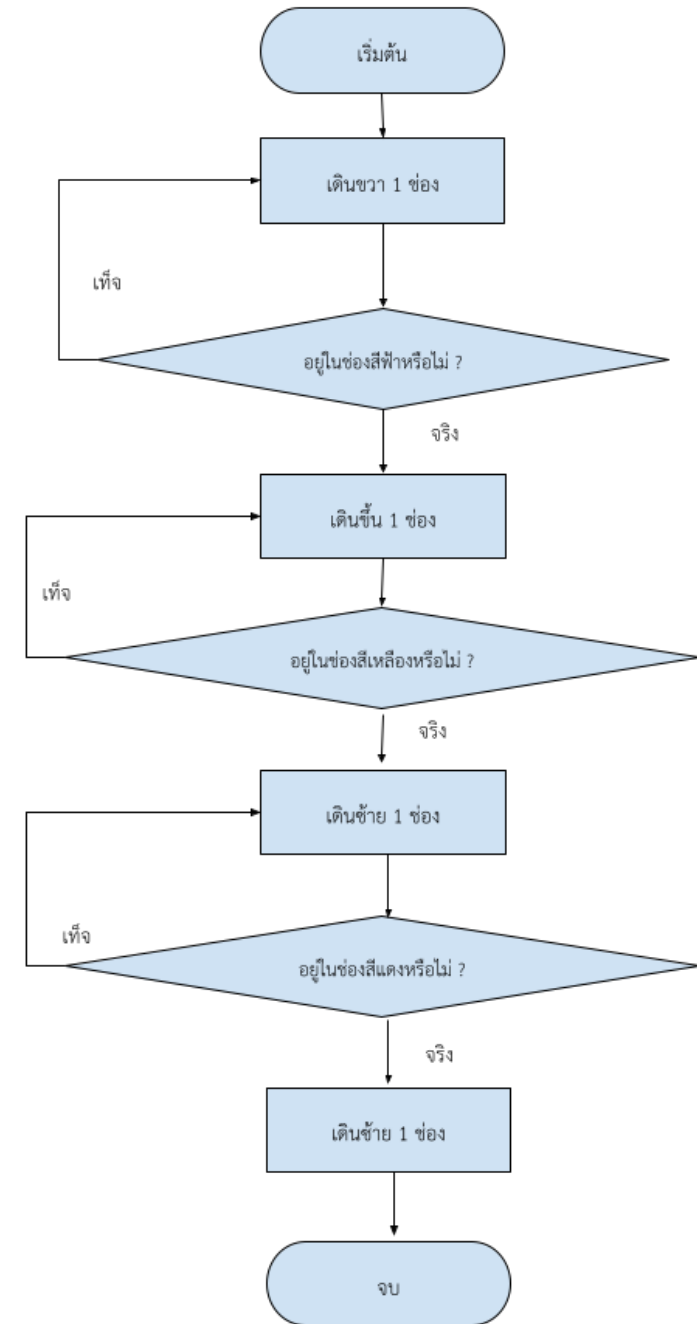 เริ่มต้น
เดินขวา 1 ช่อง
เท็จ
อยู่ในช่องสีฟ้าหรือไม่ ?
จริง
เดินขึ้น 1 ช่อง
เท็จ
อยู่ในช่องสีเหลืองหรือไม่ ?
จริง
เดินซ้าย 1 ช่อง
เท็จ
อยู่ในช่องสีแดงหรือไม่ ?
จริง
เดินซ้าย 1 ช่อง
จบ